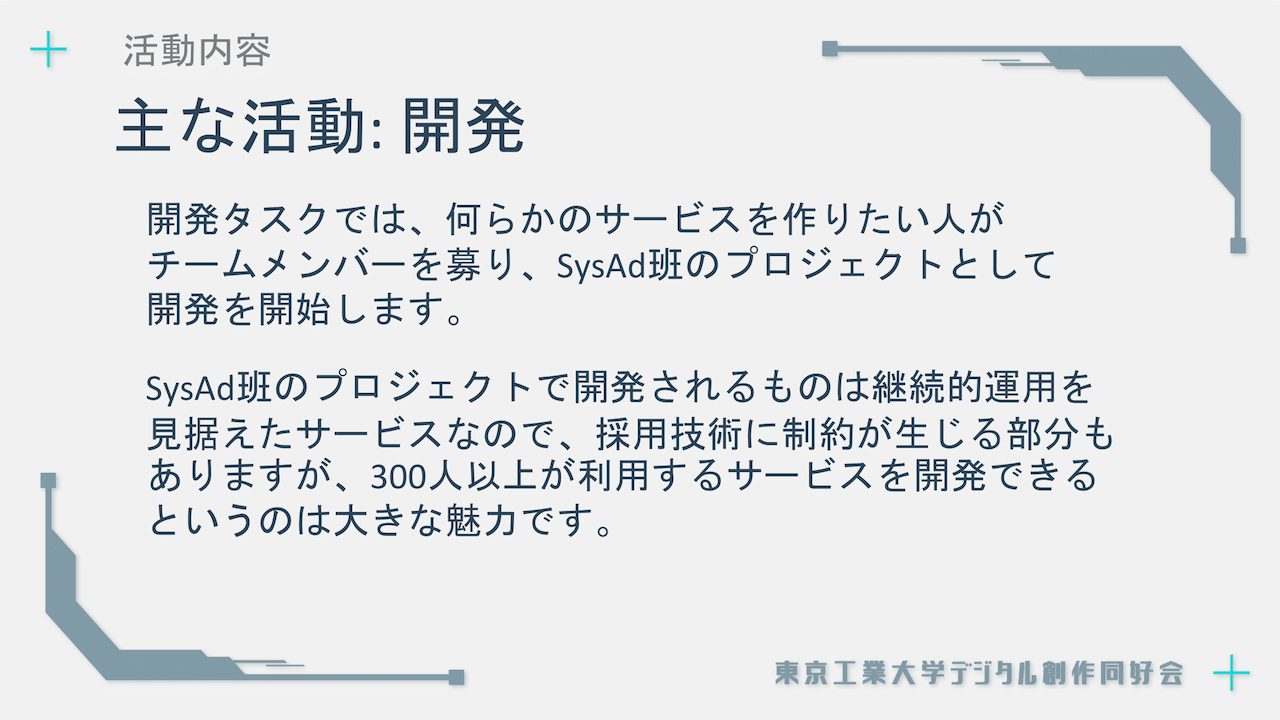 活動内容
主な活動: 開発
開発タスクでは、何らかのサービスを作りたい人が
チームメンバーを募り、SysAd班のプロジェクトとして
開発を開始します。
SysAd班のプロジェクトで開発されるものは継続的運用を
見据えたサービスなので、採用技術に制約が生じる部分も
ありますが、300人以上が利用するサービスを開発できる
というのは大きな魅力です。
東京工業大学デジタル創作同好会